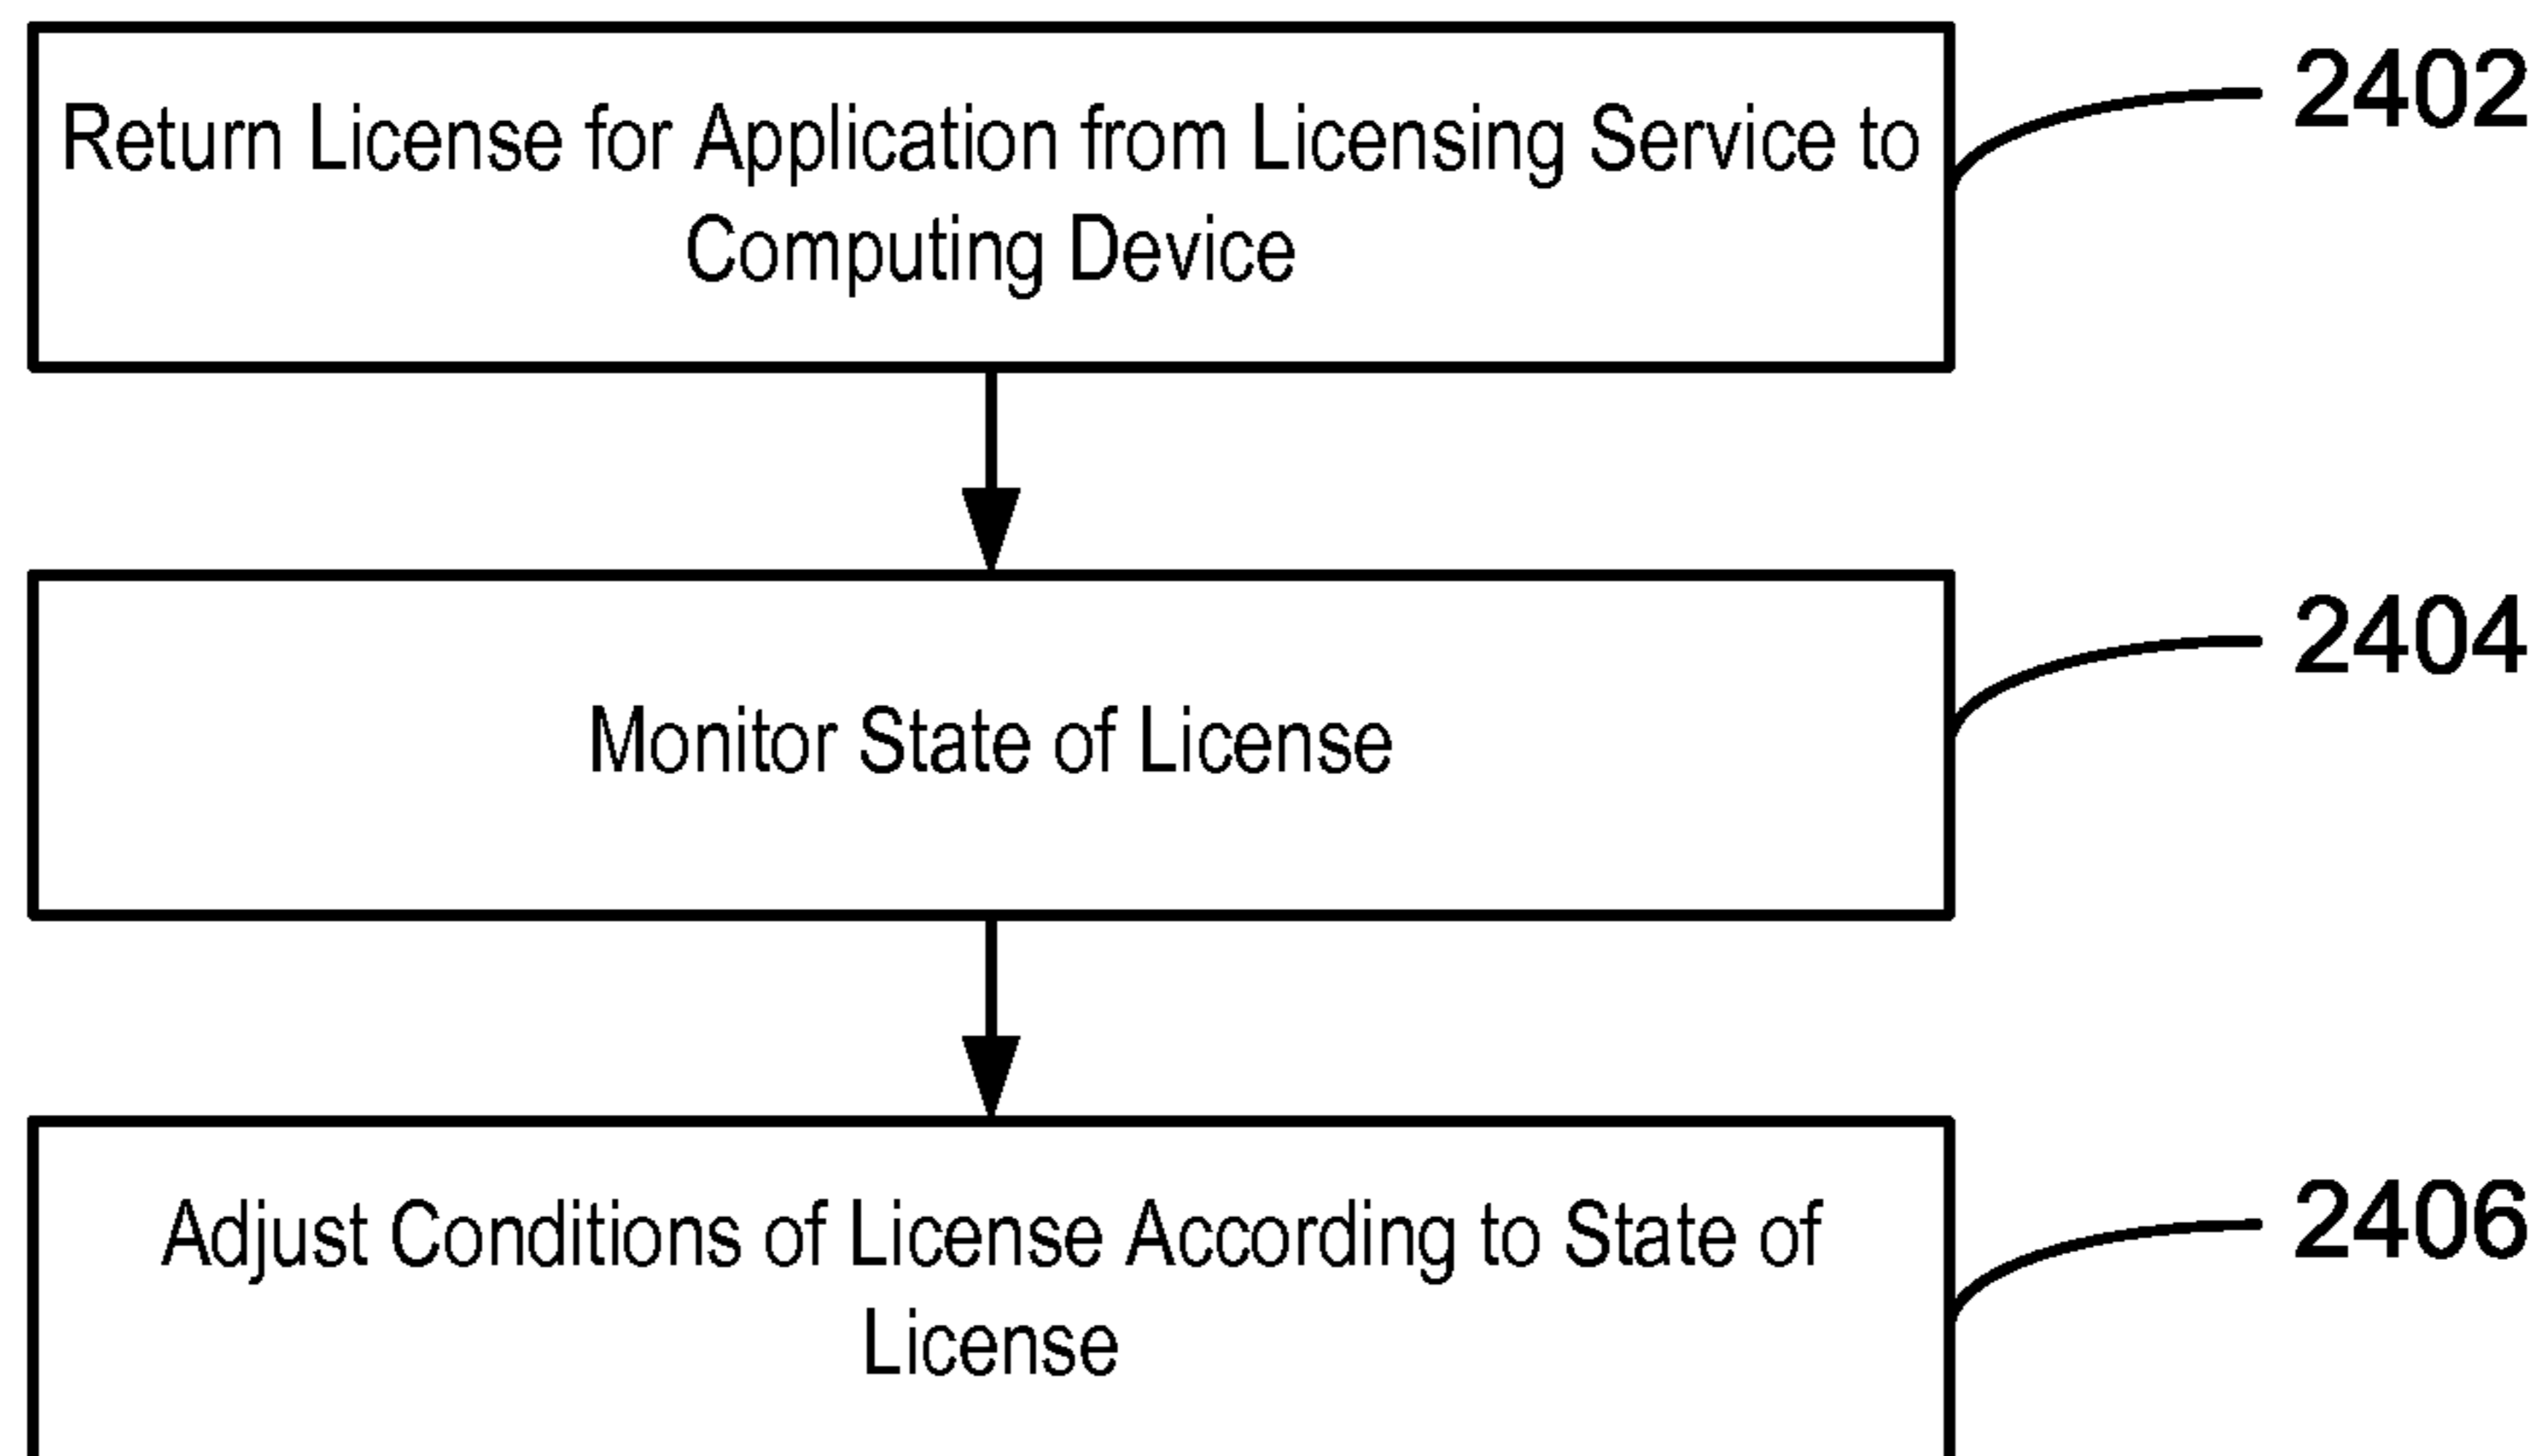 Return License for Application from Licensing Service to
Computing Device
2402
Monitor State of License
2404
Adjust Conditions of License According to State of
License
2406